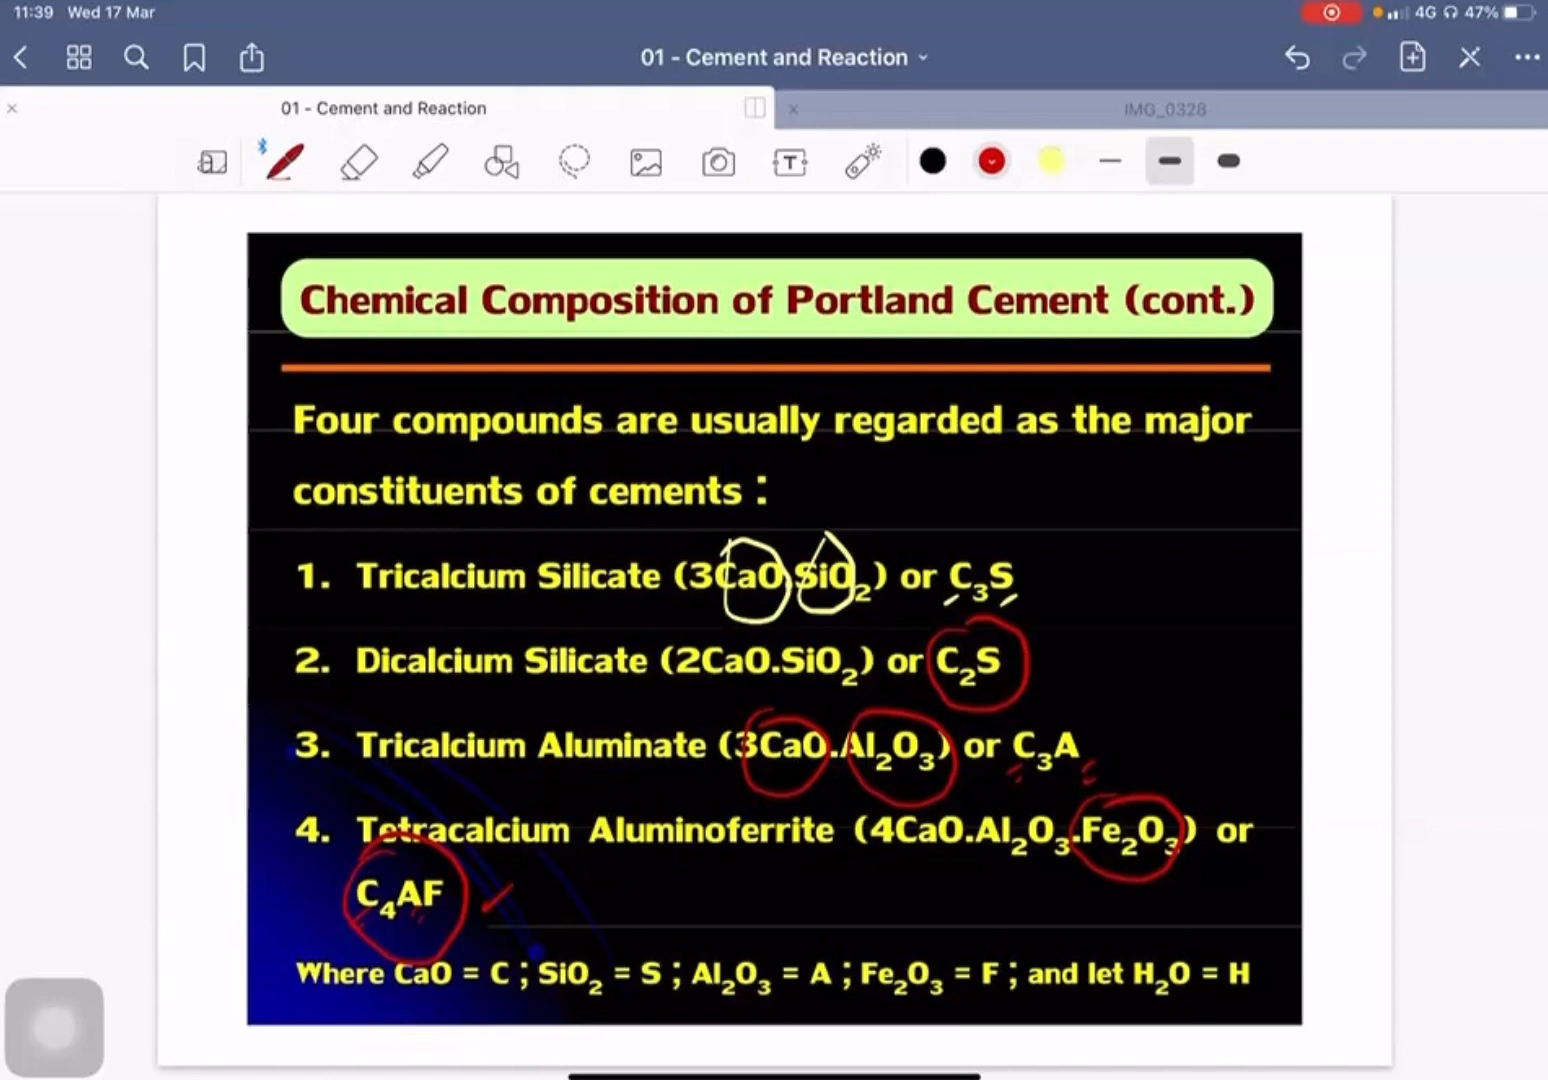 11:39 Wed 17 Mar
4G 47%
01 - Cement and Reaction
01 - Cement and Reaction
IMG_0328
T
Chemical Composition of Portland Cement (cont.)
Four compounds are usually regarded as the major
constituents of cements :
1. Tricalcium Silicate (3CaO.SiO₂) or C₃S
2. Dicalcium Silicate (2CaO.SiO₂) or C₂S
3. Tricalcium Aluminate (3CaO.Al₂O₃) or C₃A
4. Tetracalcium Aluminoferrite (4CaO.Al₂O₃.Fe₂O₃) or
C₄AF
Where CaO = C ; SiO₂ = S ; Al₂O₃ = A ; Fe₂O₃ = F ; and let H₂O = H